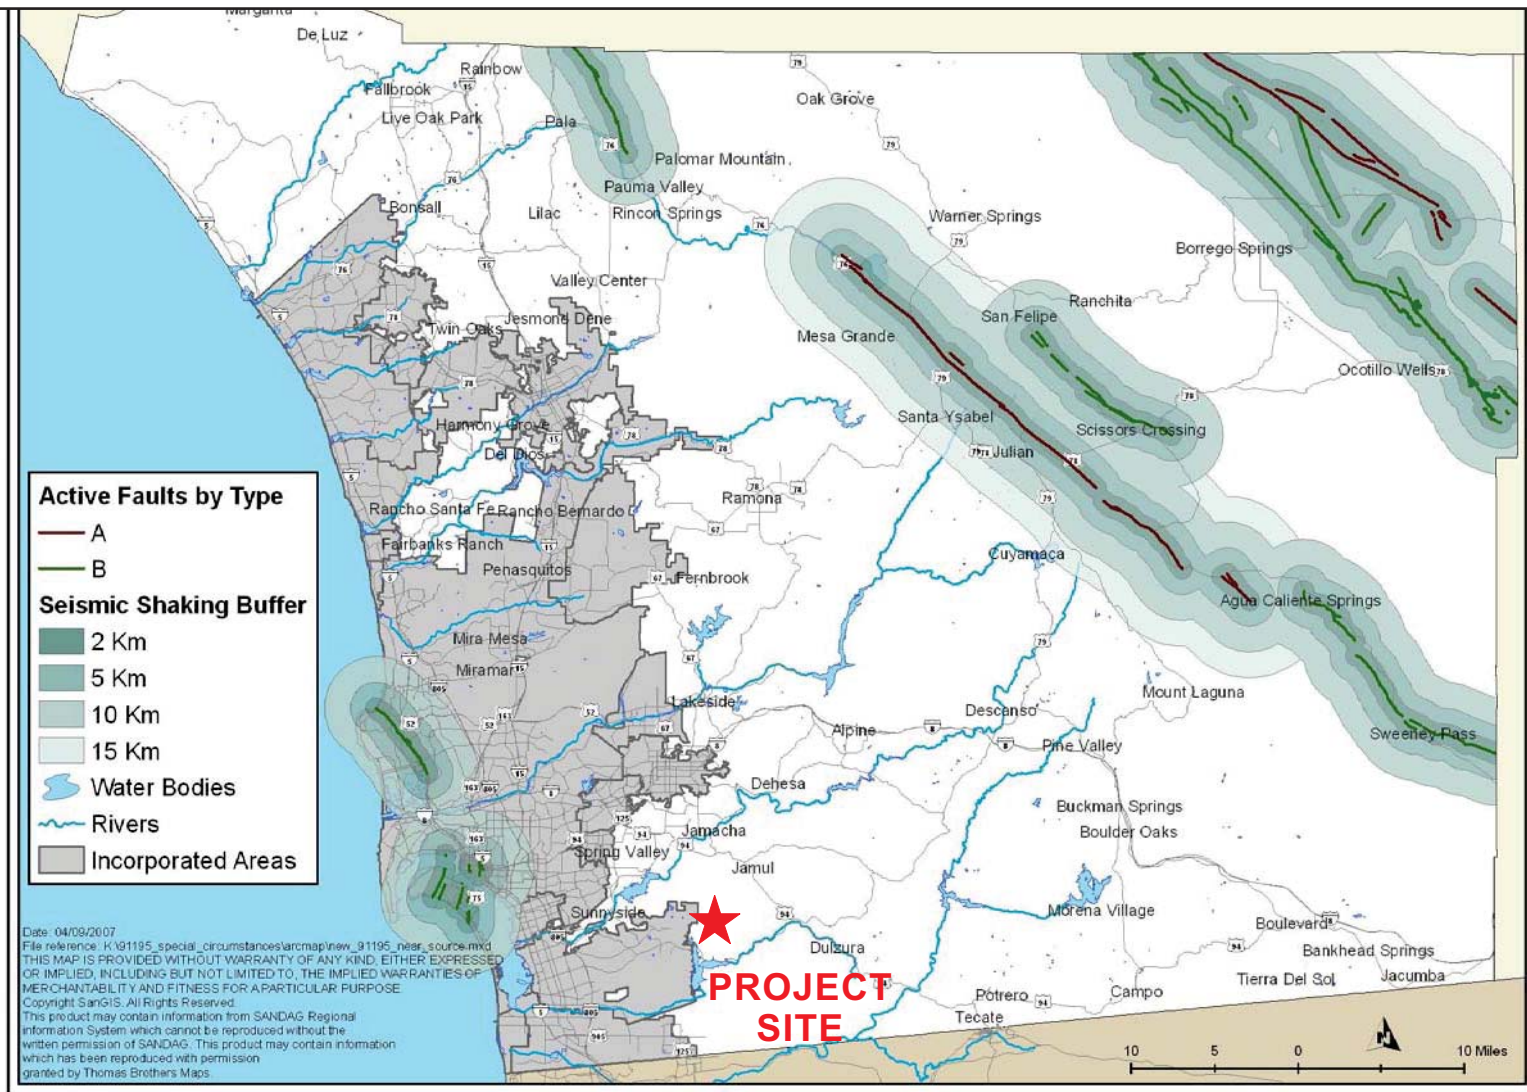 De Luz
Rainbow
Fallbrook
Live Oak Park
Pala
Oak Grove
Palomar Mountain
Pauma Valley
Rincon Springs
Bonsall
Lilac
Warner Springs
Borrego Springs
Valley Center
Ranchita
San Felipe
Twin Oaks
Jesmond Dene
Mesa Grande
Ocotillo Wells
Santa Ysabel
Scissors Crossing
Harmony Grove
Julian
Del Dios
Ramona
Rancho Santa Fe
Rancho Bernardo
Fairbanks Ranch
Cuyamaca
Penasquitos
Fernbrook
Agua Caliente Springs
Mira Mesa
Miramar
Mount Laguna
Lakeside
Descanso
Alpine
Sweeney Pass
Pine Valley
Dehesa
Buckman Springs
Jamacha
Boulder Oaks
Spring Valley
Jamul
Sunnyside
Morena Village
Boulevard
Dulzura
Bankhead Springs
Tierra Del Sol
Jacumba
Campo
Potrero
Tecate
PROJECT
SITE
Active Faults by Type
A
B
Seismic Shaking Buffer
2 Km
5 Km
10 Km
15 Km
Water Bodies
Rivers
Incorporated Areas
Date: 04/09/2007
File reference: K:\91195_special_circumstances\arcmap\new_91195_near_source.mxd
THIS MAP IS PROVIDED WITHOUT WARRANTY OF ANY KIND, EITHER EXPRESSED
OR IMPLIED, INCLUDING BUT NOT LIMITED TO, THE IMPLIED WARRANTIES OF
MERCHANTABILITY AND FITNESS FOR A PARTICULAR PURPOSE
Copyright SanGIS. All Rights Reserved
This product may contain information from SANDAG Regional
information System which cannot be reproduced without the
written permission of SANDAG. This product may contain information
which has been reproduced with permission
granted by Thomas Brothers Maps
N
10 5 0 10 Miles